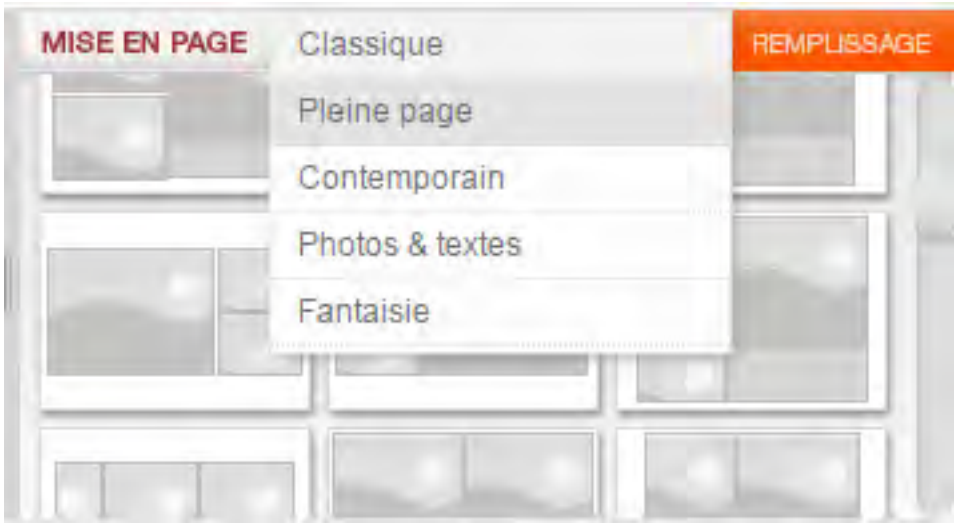 MISE EN PAGE
Classique
REMPLISSAGE
Pleine page
Contemporain
Photos & textes
Fantaisie